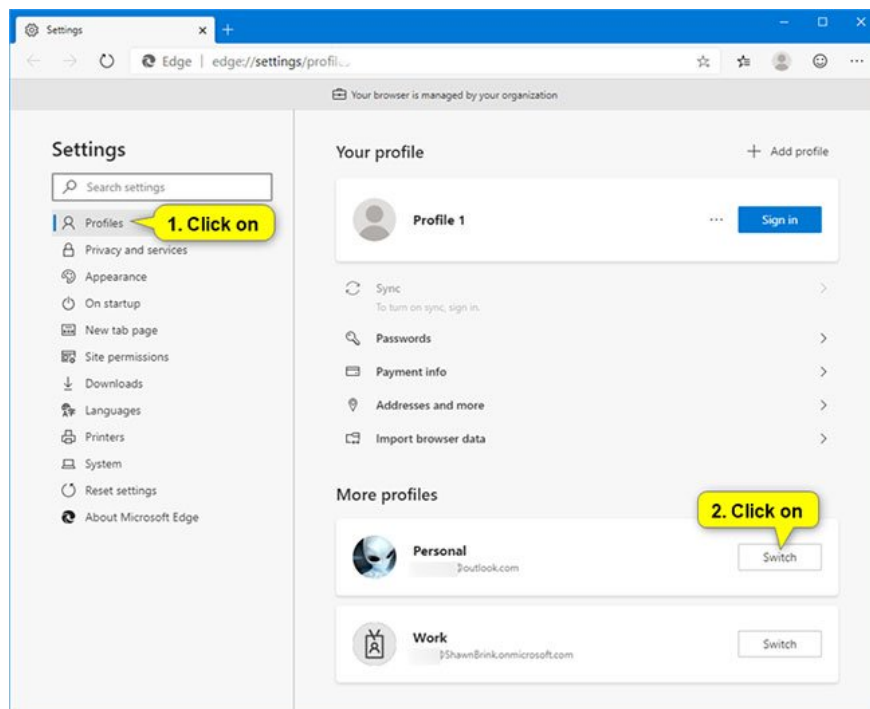 Settings
Edge | edge://settings/profil...
Your browser is managed by your organization
Settings
Search settings
Profiles
1. Click on
Privacy and services
Appearance
On startup
New tab page
Site permissions
Downloads
Languages
Printers
System
Reset settings
About Microsoft Edge
Your profile
+ Add profile
Profile 1
Sign in
Sync
To turn on sync, sign in.
Passwords
Payment info
Addresses and more
Import browser data
More profiles
2. Click on
Personal
@outlook.com
Switch
Work
@ShawnBrink.onmicrosoft.com
Switch